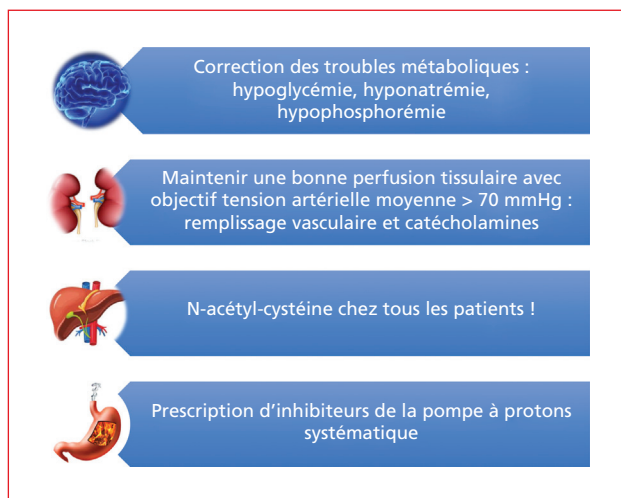 Correction des troubles métaboliques :
hypoglycémie, hyponatrémie,
hypophosphorémie
Maintenir une bonne perfusion tissulaire avec
objectif tension artérielle moyenne > 70 mmHg :
remplissage vasculaire et catécholamines
N-acétyl-cystéine chez tous les patients !
Prescription d’inhibiteurs de la pompe à protons
systématique